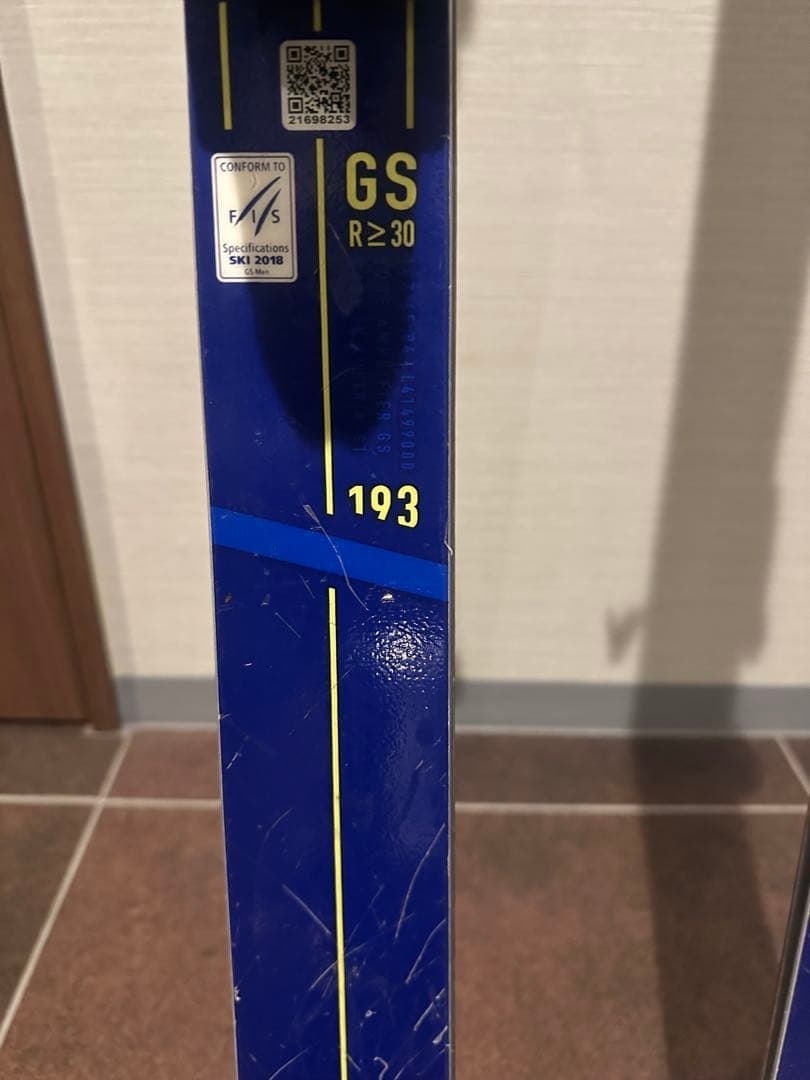 21698253
CONFORM TO
FIS
Specifications
SKI 2018
GS-Men
GS
R≥30
193